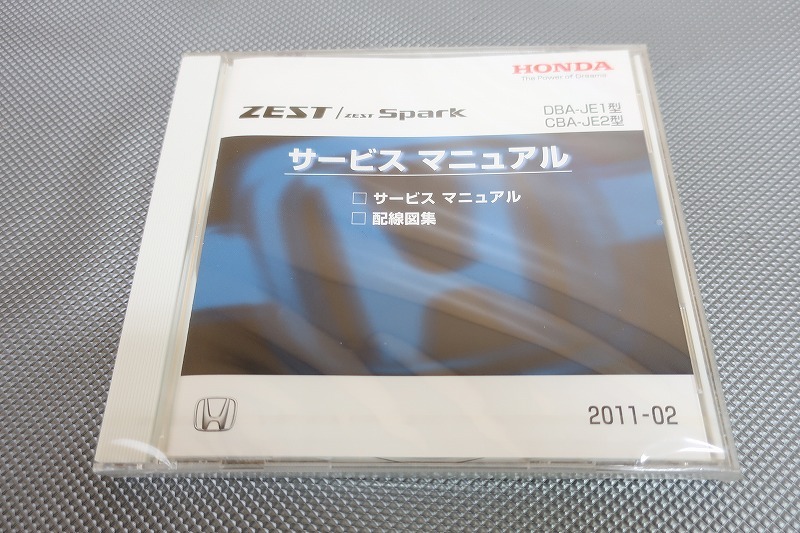 HONDA
The Power of Dreams
ZEST / ZEST Spark
DBA-JE1型
CBA-JE2型
サービス マニュアル
□ サービス マニュアル
□ 配線図集
2011-02